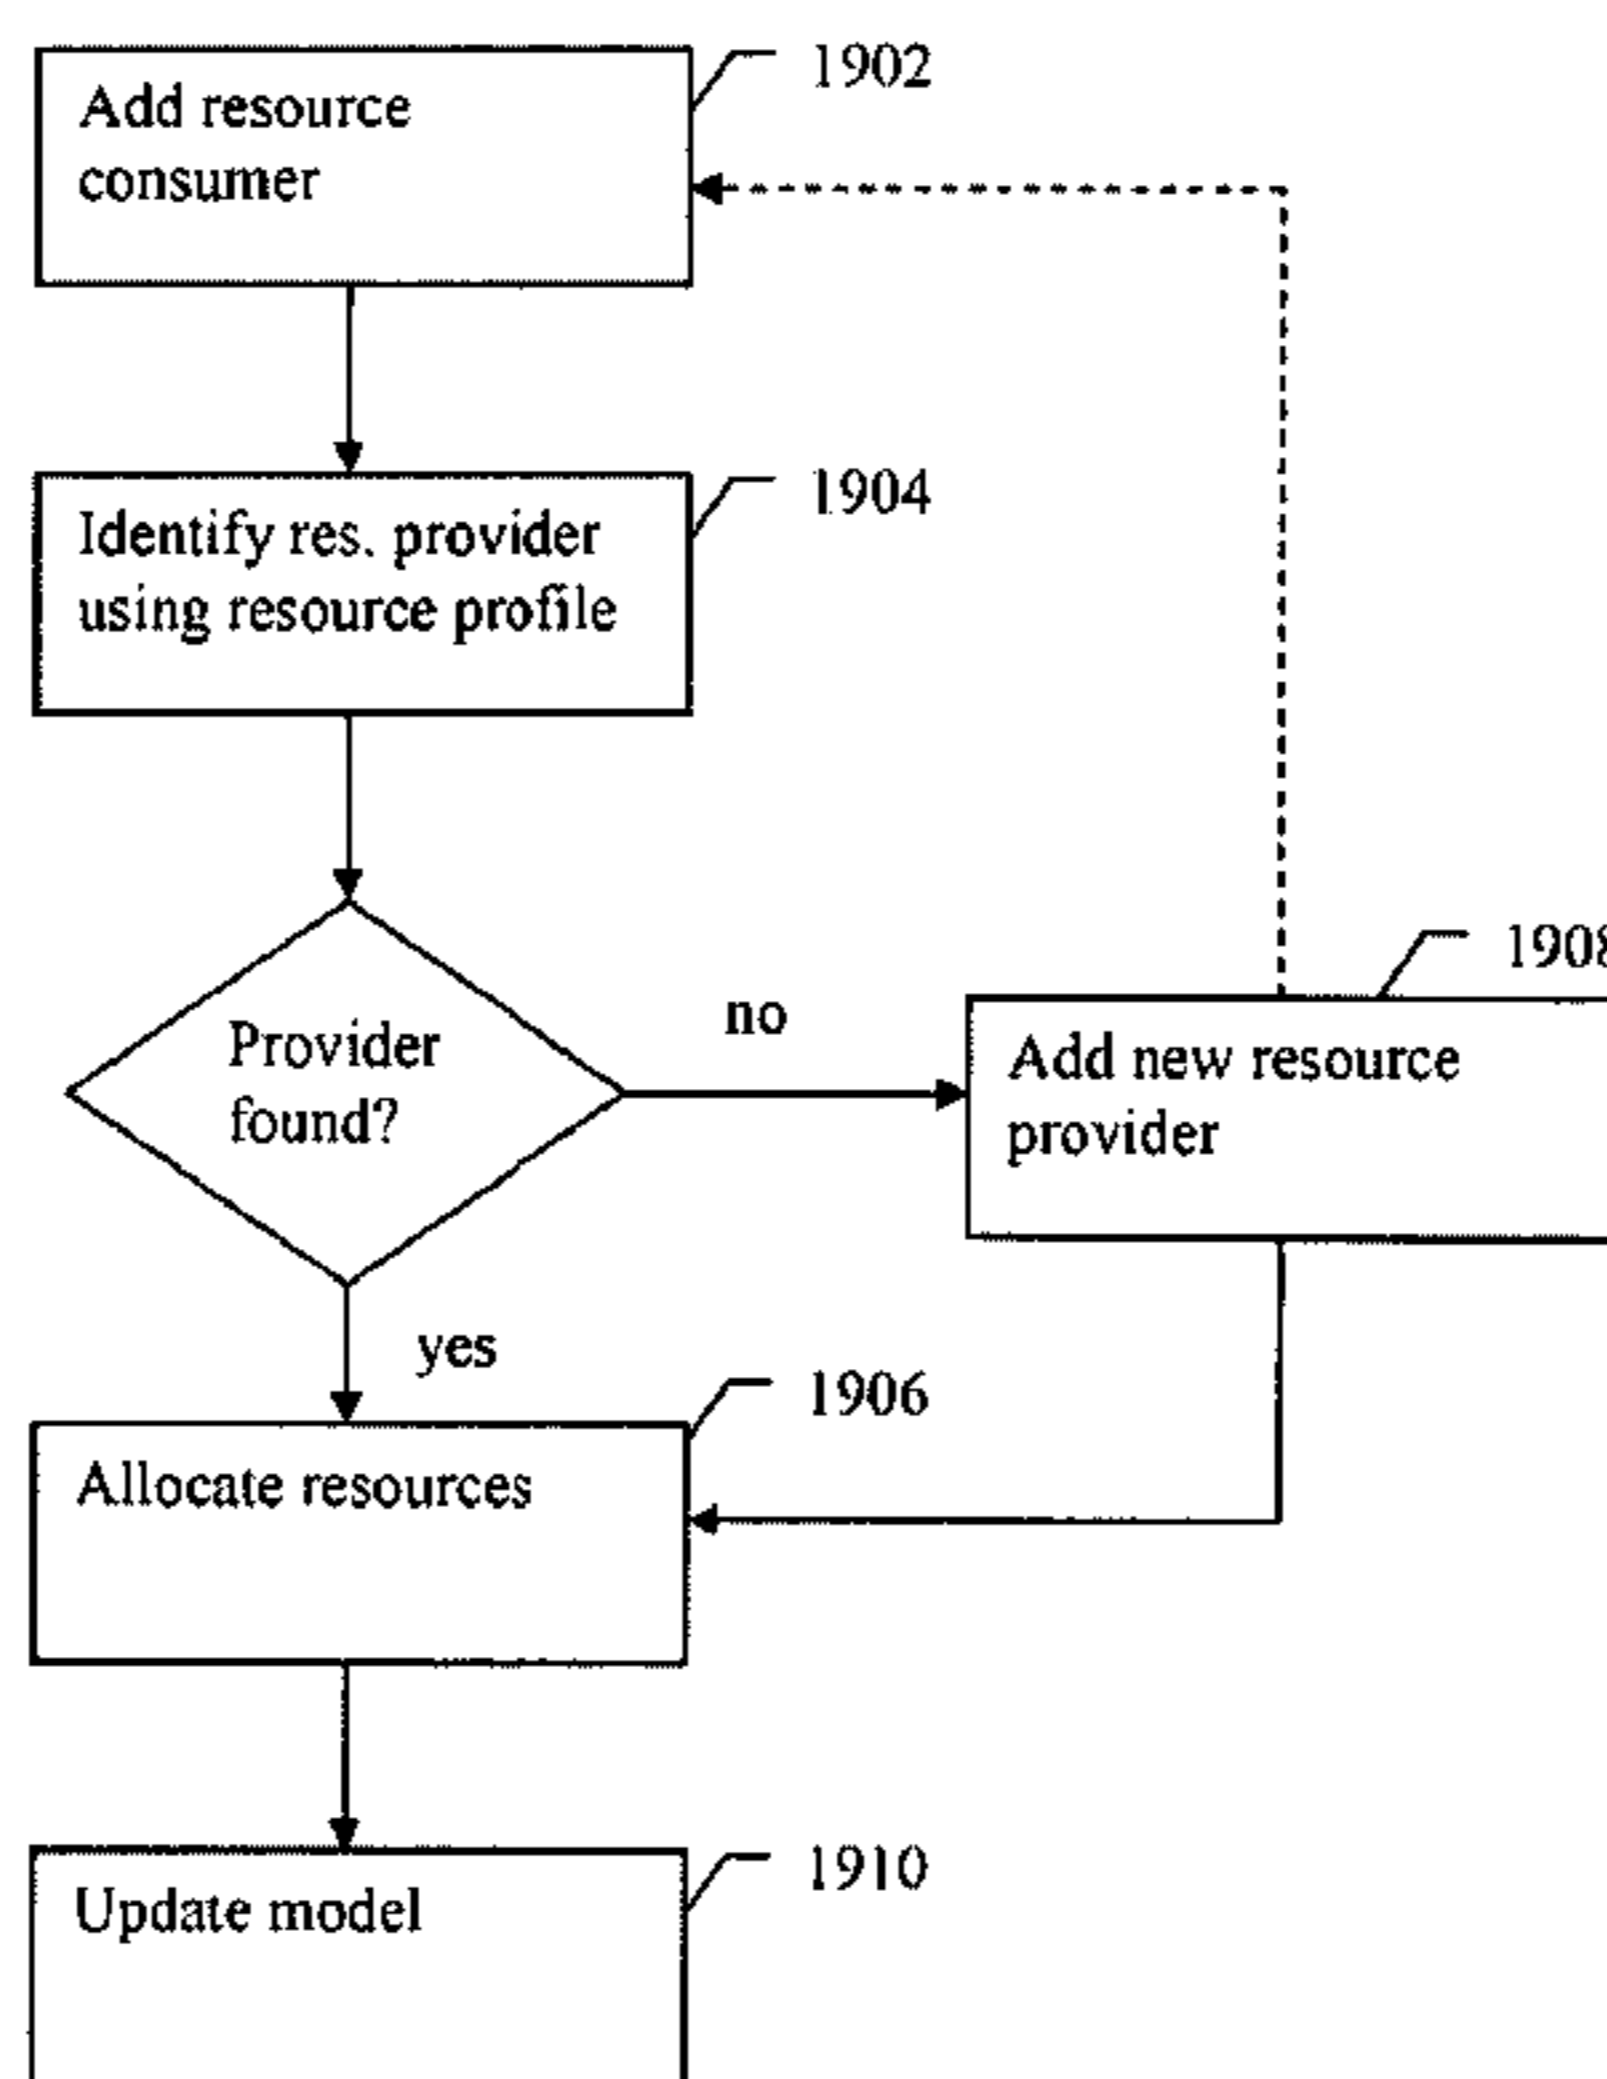 1902
Add resource
consumer
1904
Identify res. provider
using resource profile
1908
Add new resource
provider
no
Provider
found?
yes
1906
Allocate resources
1910
Update model